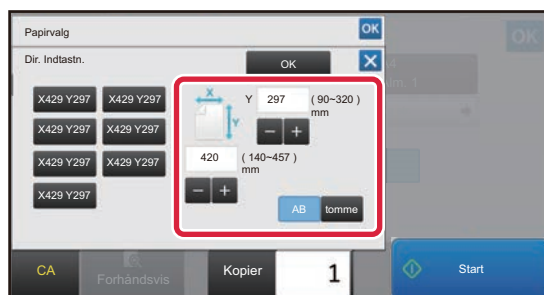 Papirvalg
OK
OK
Dir. Indtastn.
OK
X429 Y297
X429 Y297
X429 Y297
X429 Y297
X429 Y297
X429 Y297
X429 Y297
X
Y
Y 297 (90~320)
mm
420 (140~457)
mm
AB tomme
CA
Forhåndsvis
Kopier 1
Start